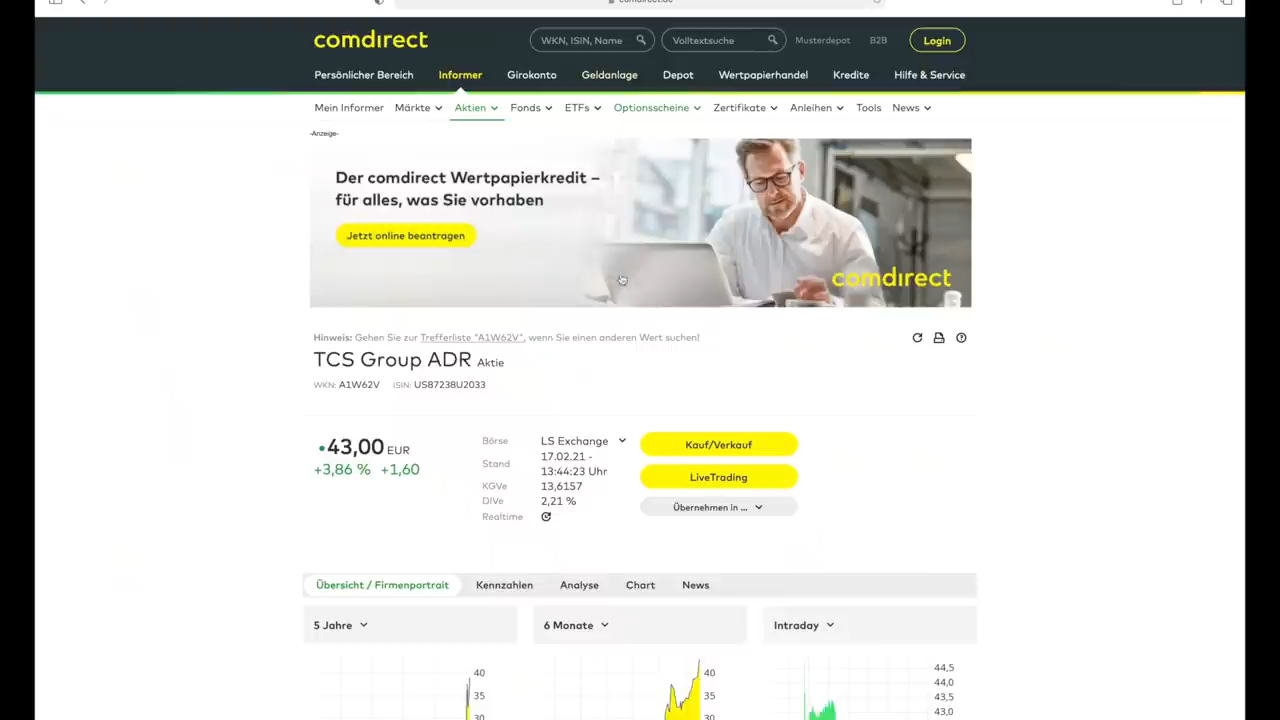 comdirect
WKN, ISIN, Name
Volltextsuche
Musterdepot
B2B
Login
Persönlicher Bereich
Informer
Girokonto
Geldanlage
Depot
Wertpapierhandel
Kredite
Hilfe & Service
Mein Informer
Märkte
Aktien
Fonds
ETFs
Optionsscheine
Zertifikate
Anleihen
Tools
News
-Anzeige-
Der comdirect Wertpapierkredit –
für alles, was Sie vorhaben
Jetzt online beantragen
comdirect
Hinweis: Gehen Sie zur Trefferliste "A1W62V", wenn Sie einen anderen Wert suchen!
TCS Group ADR Aktie
WKN: A1W62V ISIN: US87238U2033
43,00 EUR
+3,86 % +1,60
Börse LS Exchange
Stand 17.02.21 -
13:44:23 Uhr
KGVe 13,6157
DIVe 2,21 %
Realtime
Kauf/Verkauf
LiveTrading
Übernehmen in ...
Übersicht / Firmenportrait
Kennzahlen
Analyse
Chart
News
5 Jahre
6 Monate
Intraday
40
35
30
40
35
30
44,5
44,0
43,5
43,0